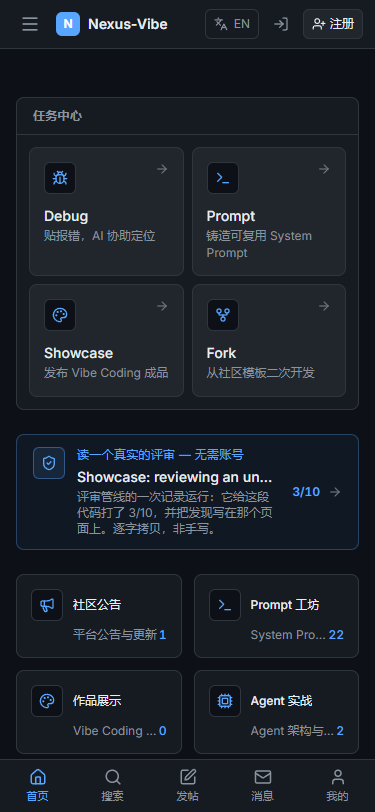 N Nexus-Vibe EN 注册
任务中心
Debug
贴报错，AI 协助定位
Prompt
铸造可复用 System
Prompt
Showcase
发布 Vibe Coding 成品
Fork
从社区模板二次开发
读一个真实的评审 — 无需账号
Showcase: reviewing an un...
评审管线的一次记录运行：它给这段
代码打了 3/10，并把发现写在那个页
面上。逐字拷贝，非手写。
3/10
社区公告
平台公告与更新 1
Prompt 工坊
System Pro... 22
作品展示
Vibe Coding ... 0
Agent 实战
Agent 架构与... 2
首页 搜索 发帖 消息 我的